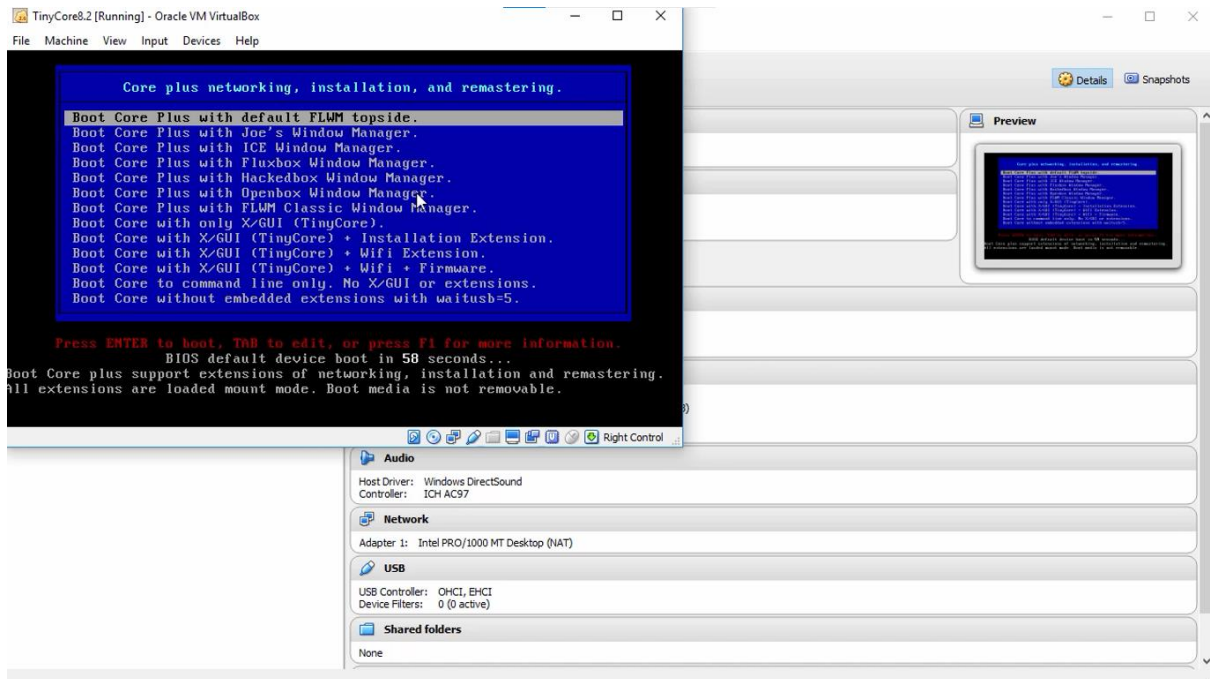 TinyCore8.2 [Running] - Oracle VM VirtualBox
File Machine View Input Devices Help
Core plus networking, installation, and remastering.
Boot Core Plus with default FLWM topside.
Boot Core Plus with Joe's Window Manager.
Boot Core Plus with ICE Window Manager.
Boot Core Plus with Fluxbox Window Manager.
Boot Core Plus with Hackedbox Window Manager.
Boot Core Plus with Openbox Window Manager.
Boot Core Plus with FLWM Classic Window Manager.
Boot Core with only X/GUI (TinyCore).
Boot Core with X/GUI (TinyCore) + Installation Extension.
Boot Core with X/GUI (TinyCore) + Wifi Extension.
Boot Core with X/GUI (TinyCore) + Wifi + Firmware.
Boot Core to command line only. No X/GUI or extensions.
Boot Core without embedded extensions with waitusb=5.
Press ENTER to boot, TAB to edit, or press F1 for more information.
BIOS default device boot in 58 seconds...
Boot Core plus support extensions of networking, installation and remastering.
All extensions are loaded mount mode. Boot media is not removable.
Right Control
Details Snapshots
Preview
Audio
Host Driver: Windows DirectSound
Controller: ICH AC97
Network
Adapter 1: Intel PRO/1000 MT Desktop (NAT)
USB
USB Controller: OHCI, EHCI
Device Filters: 0 (0 active)
Shared folders
None